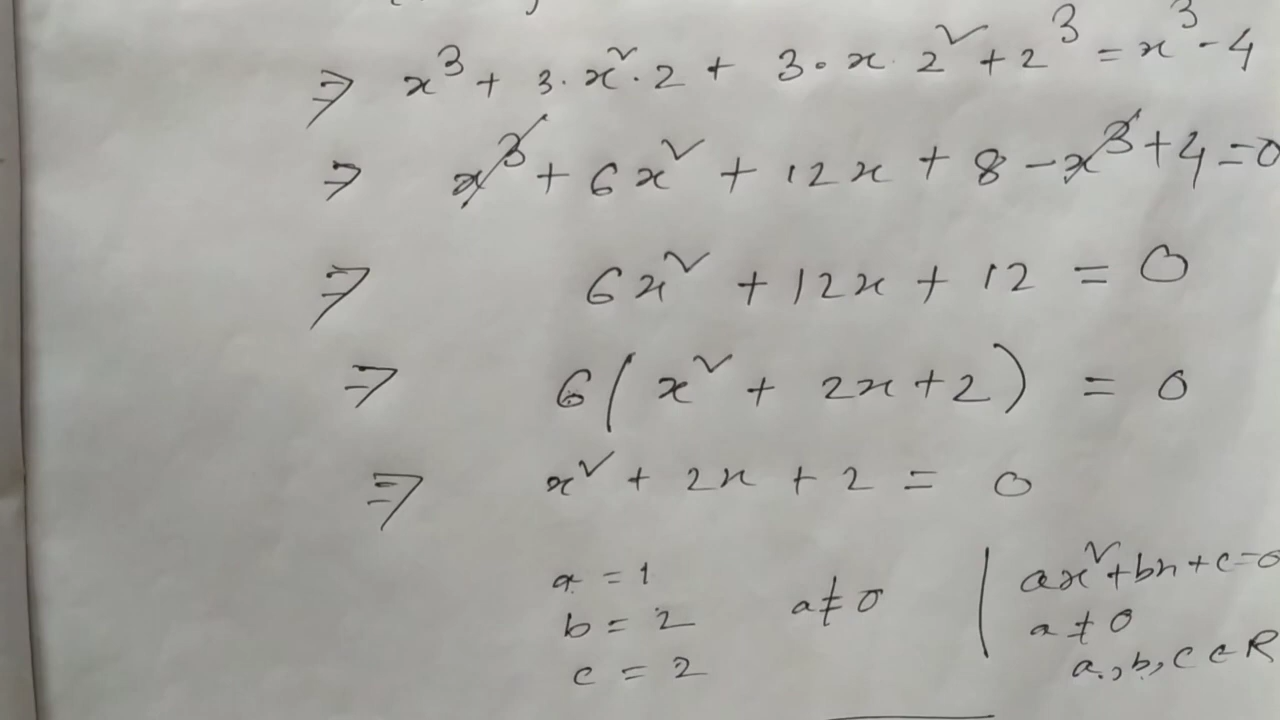 ⇒ x³ + 3·x²·2 + 3·x·2² + 2³ = x³ - 4
⇒ x³ + 6x² + 12x + 8 - x³ + 4 = 0
⇒ 6x² + 12x + 12 = 0
⇒ 6(x² + 2x + 2) = 0
⇒ x² + 2x + 2 = 0
a = 1
b = 2
c = 2
a ≠ 0
ax² + bx + c = 0
a ≠ 0
a, b, c ∈ R